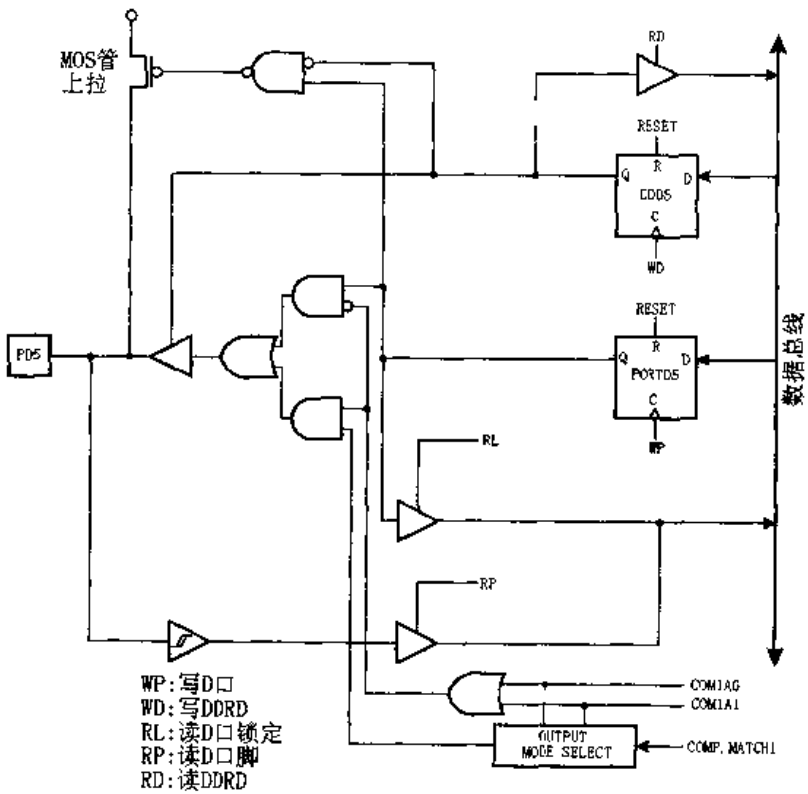 MOS管
上拉
RD
RESET
R
Q
D
DDD5
C
WD
RESET
R
Q
D
PORTD5
C
WP
PD5
数据总线
RL
RP
WP:写D口
WD:写DDRD
RL:读D口锁定
RP:读D口脚
RD:读DDRD
COM1A0
COM1A1
OUTPUT
MODE SELECT
COMP.MATCH1